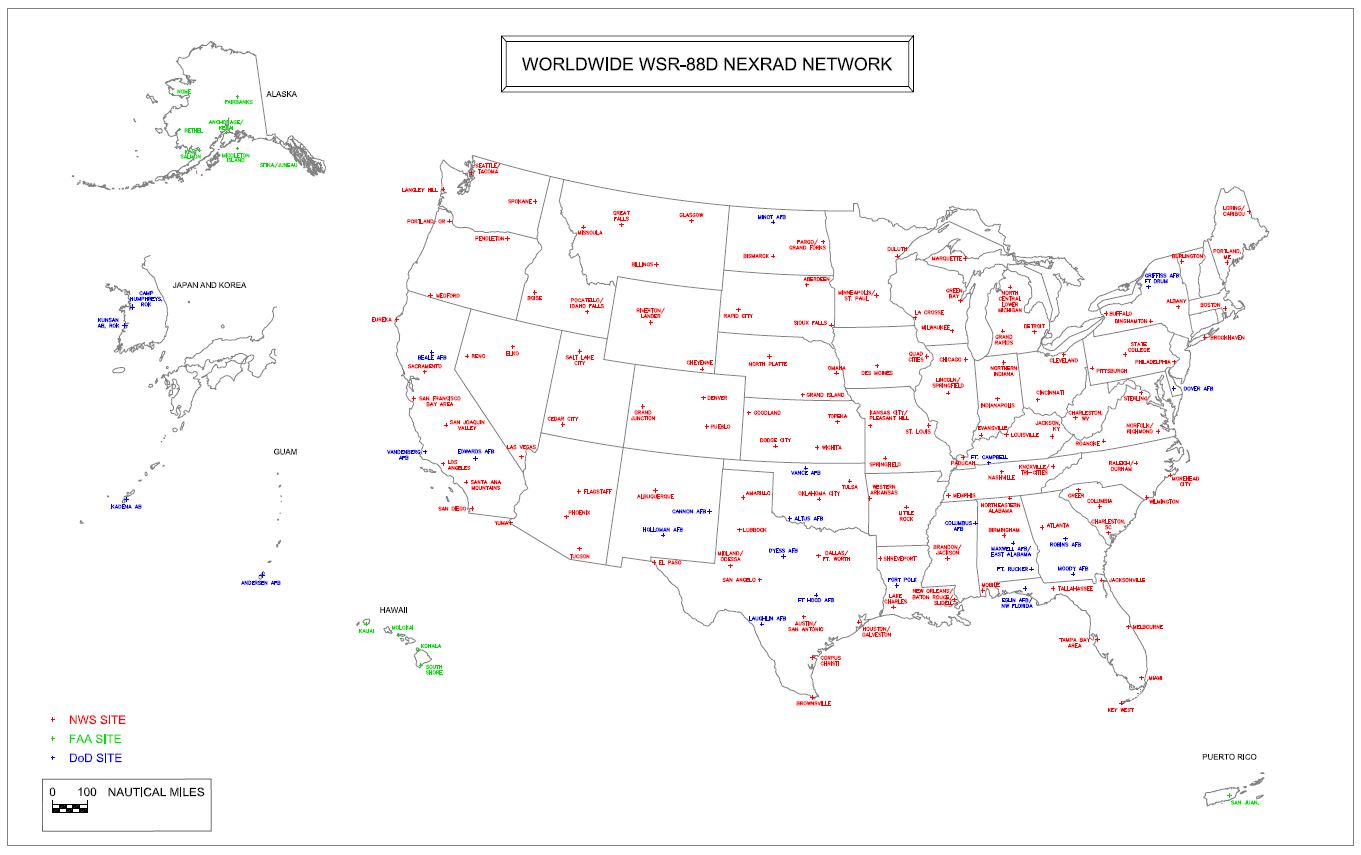 WORLDWIDE WSR-88D NEXRAD NETWORK
ALASKA
NOME
FAIRBANKS
ANCHORAGE/
KENAI
BETHEL
KING
SALMON
MIDDLETON
ISLAND
SITKA/JUNEAU
JAPAN AND KOREA
CAMP
HUMPHREYS,
ROK
KUNSAN
AB, ROK
GUAM
KADENA AB
ANDERSEN AFB
HAWAII
KAUAI
MOLOKAI
KOHALA
SOUTH
SHORE
SEATTLE/
TACOMA
LANGLEY HILL
SPOKANE
PORTLAND OR
PENDLETON
MEDFORD
BOISE
POCATELLO/
IDAHO FALLS
EUREKA
BEALE AFB
SACRAMENTO
RENO
ELKO
SAN FRANCISCO
BAY AREA
SAN JOAQUIN
VALLEY
VANDENBERG
AFB
EDWARDS AFB
LOS
ANGELES
SANTA ANA
MOUNTAINS
SAN DIEGO
LAS VEGAS
YUMA
MISSOULA
GREAT
FALLS
GLASGOW
BILLINGS
RIVERTON/
LANDER
CHEYENNE
SALT LAKE
CITY
CEDAR CITY
GRAND
JUNCTION
DENVER
PUEBLO
FLAGSTAFF
PHOENIX
TUCSON
ALBUQUERQUE
CANNON AFB
HOLLOMAN AFB
EL PASO
MINOT AFB
FARGO/
GRAND FORKS
BISMARCK
ABERDEEN
RAPID CITY
SIOUX FALLS
NORTH PLATTE
OMAHA
GRAND ISLAND
GOODLAND
TOPEKA
DODGE CITY
WICHITA
VANCE AFB
TULSA
OKLAHOMA CITY
ALTUS AFB
AMARILLO
LUBBOCK
MIDLAND/
ODESSA
DYESS AFB
DALLAS/
FT. WORTH
SAN ANGELO
FT HOOD AFB
LAUGHLIN AFB
AUSTIN/
SAN ANTONIO
HOUSTON/
GALVESTON
CORPUS
CHRISTI
BROWNSVILLE
DULUTH
MINNEAPOLIS/
ST. PAUL
MARQUETTE
GREEN
BAY
LA CROSSE
MILWAUKEE
DES MOINES
QUAD
CITIES
CHICAGO
LINCOLN/
SPRINGFIELD
KANSAS CITY/
PLEASANT HILL
ST. LOUIS
SPRINGFIELD
WESTERN
ARKANSAS
LITTLE
ROCK
SHREVEPORT
FORT POLK
LAKE
CHARLES
NEW ORLEANS/
BATON ROUGE/
SLIDELL
BRANDON/
JACKSON
COLUMBUS
AFB
MEMPHIS
NORTH
CENTRAL
LOWER
MICHIGAN
GRAND
RAPIDS
DETROIT
NORTHERN
INDIANA
INDIANAPOLIS
EVANSVILLE
LOUISVILLE
PADUCAH
FT. CAMPBELL
NASHVILLE
KNOXVILLE/
TRI-CITIES
JACKSON,
KY
CINCINNATI
CLEVELAND
CHARLESTON,
WV
PITTSBURGH
STATE
COLLEGE
PHILADELPHIA
DOVER AFB
STERLING
NORFOLK/
RICHMOND
ROANOKE
RALEIGH/
DURHAM
MOREHEAD
CITY
WILMINGTON
GREER
COLUMBIA
CHARLESTON,
SC
NORTHEASTERN
ALABAMA
BIRMINGHAM
MAXWELL AFB/
EAST ALABAMA
FT. RUCKER
MOBILE
EGLIN AFB/
NW FLORIDA
ATLANTA
ROBINS AFB
MOODY AFB
TALLAHASSEE
JACKSONVILLE
MELBOURNE
TAMPA BAY
AREA
MIAMI
KEY WEST
BUFFALO
BINGHAMTON
ALBANY
GRIFFISS AFB
FT DRUM
BURLINGTON
PORTLAND,
ME
LORING/
CARIBOU
BOSTON
BROOKHAVEN
PUERTO RICO
SAN JUAN,
NWS SITE
FAA SITE
DoD SITE
0 100 NAUTICAL MILES